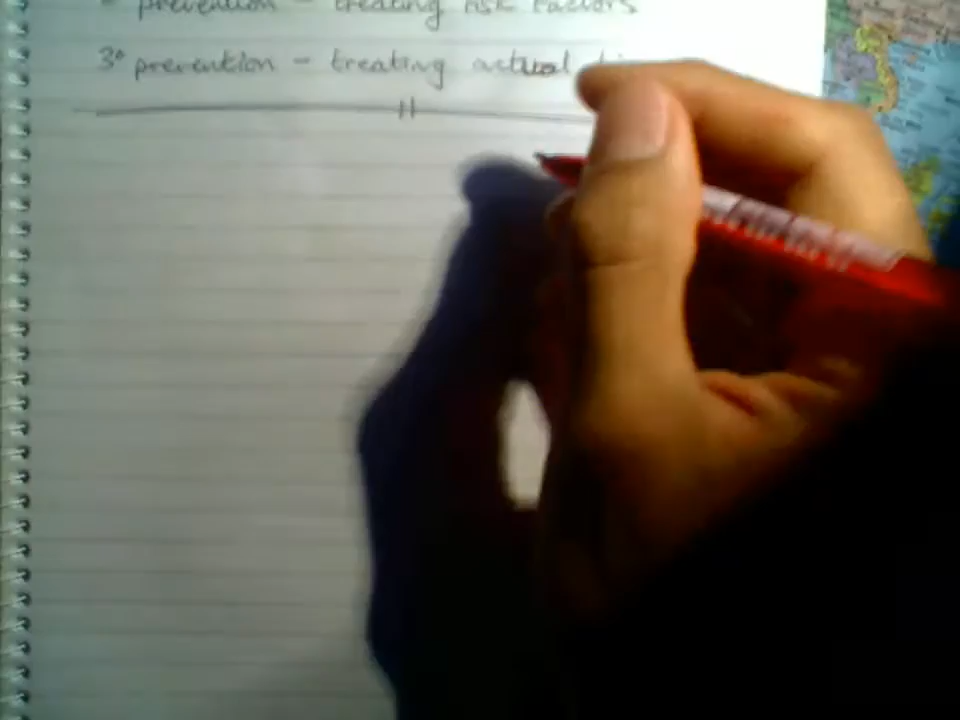 prevention - treating risk factors
3° prevention - treating actual